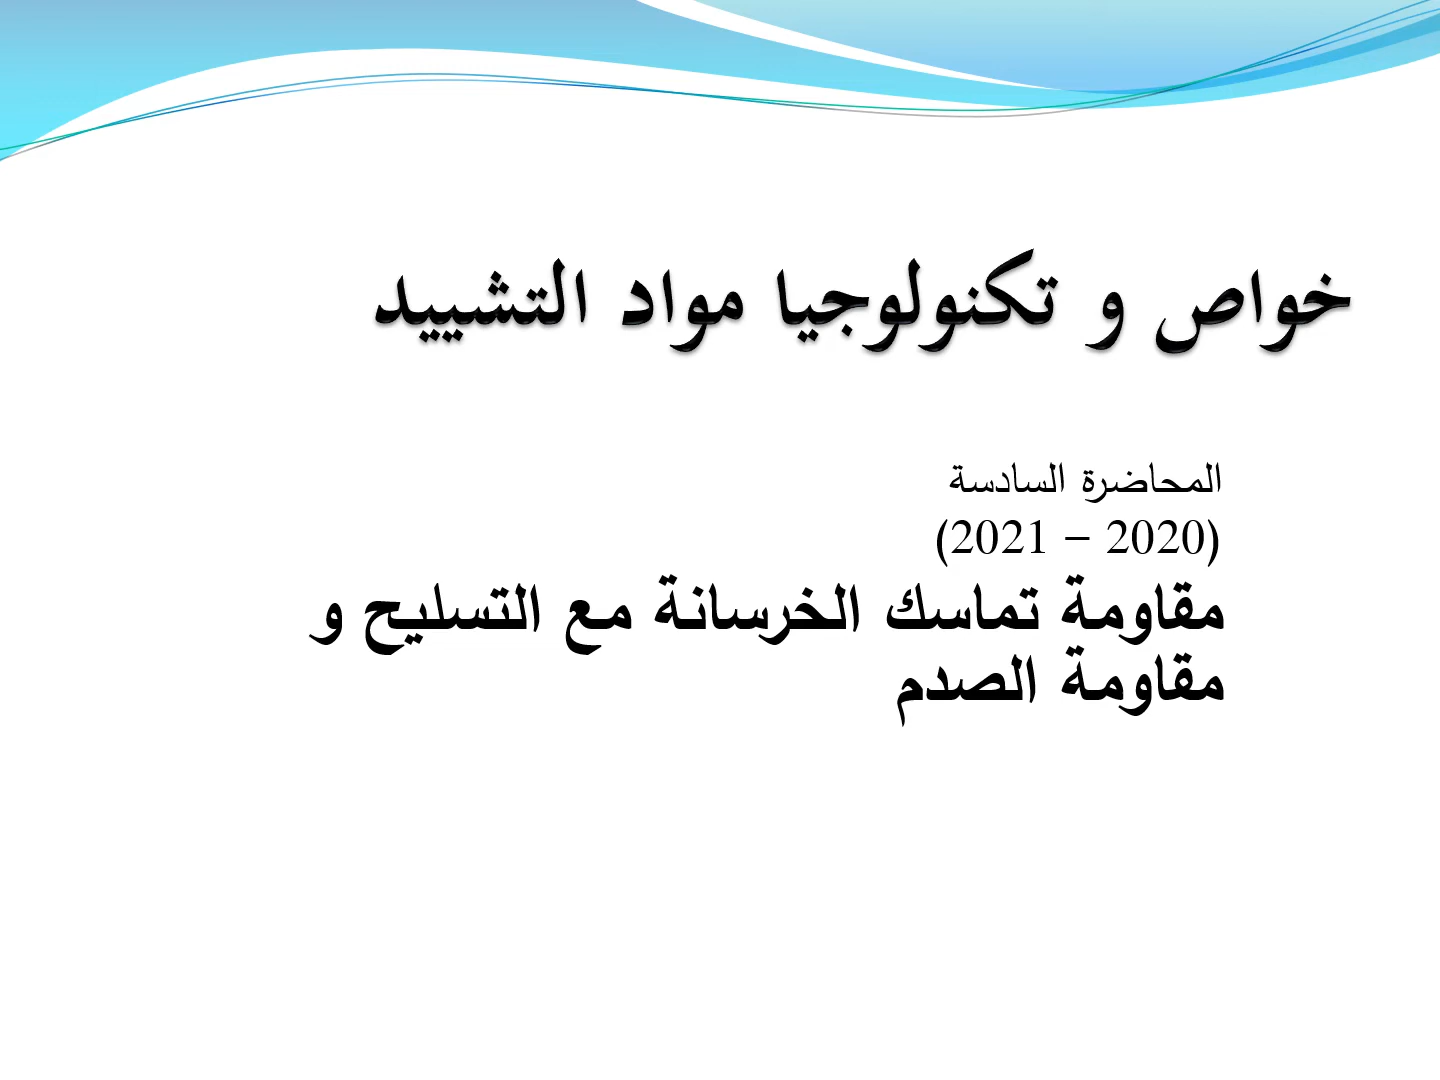 خواص و تكنولوجيا مواد التشييد
المحاضرة السادسة
(2020 – 2021)
مقاومة تماسك الخرسانة مع التسليح و
مقاومة الصدم